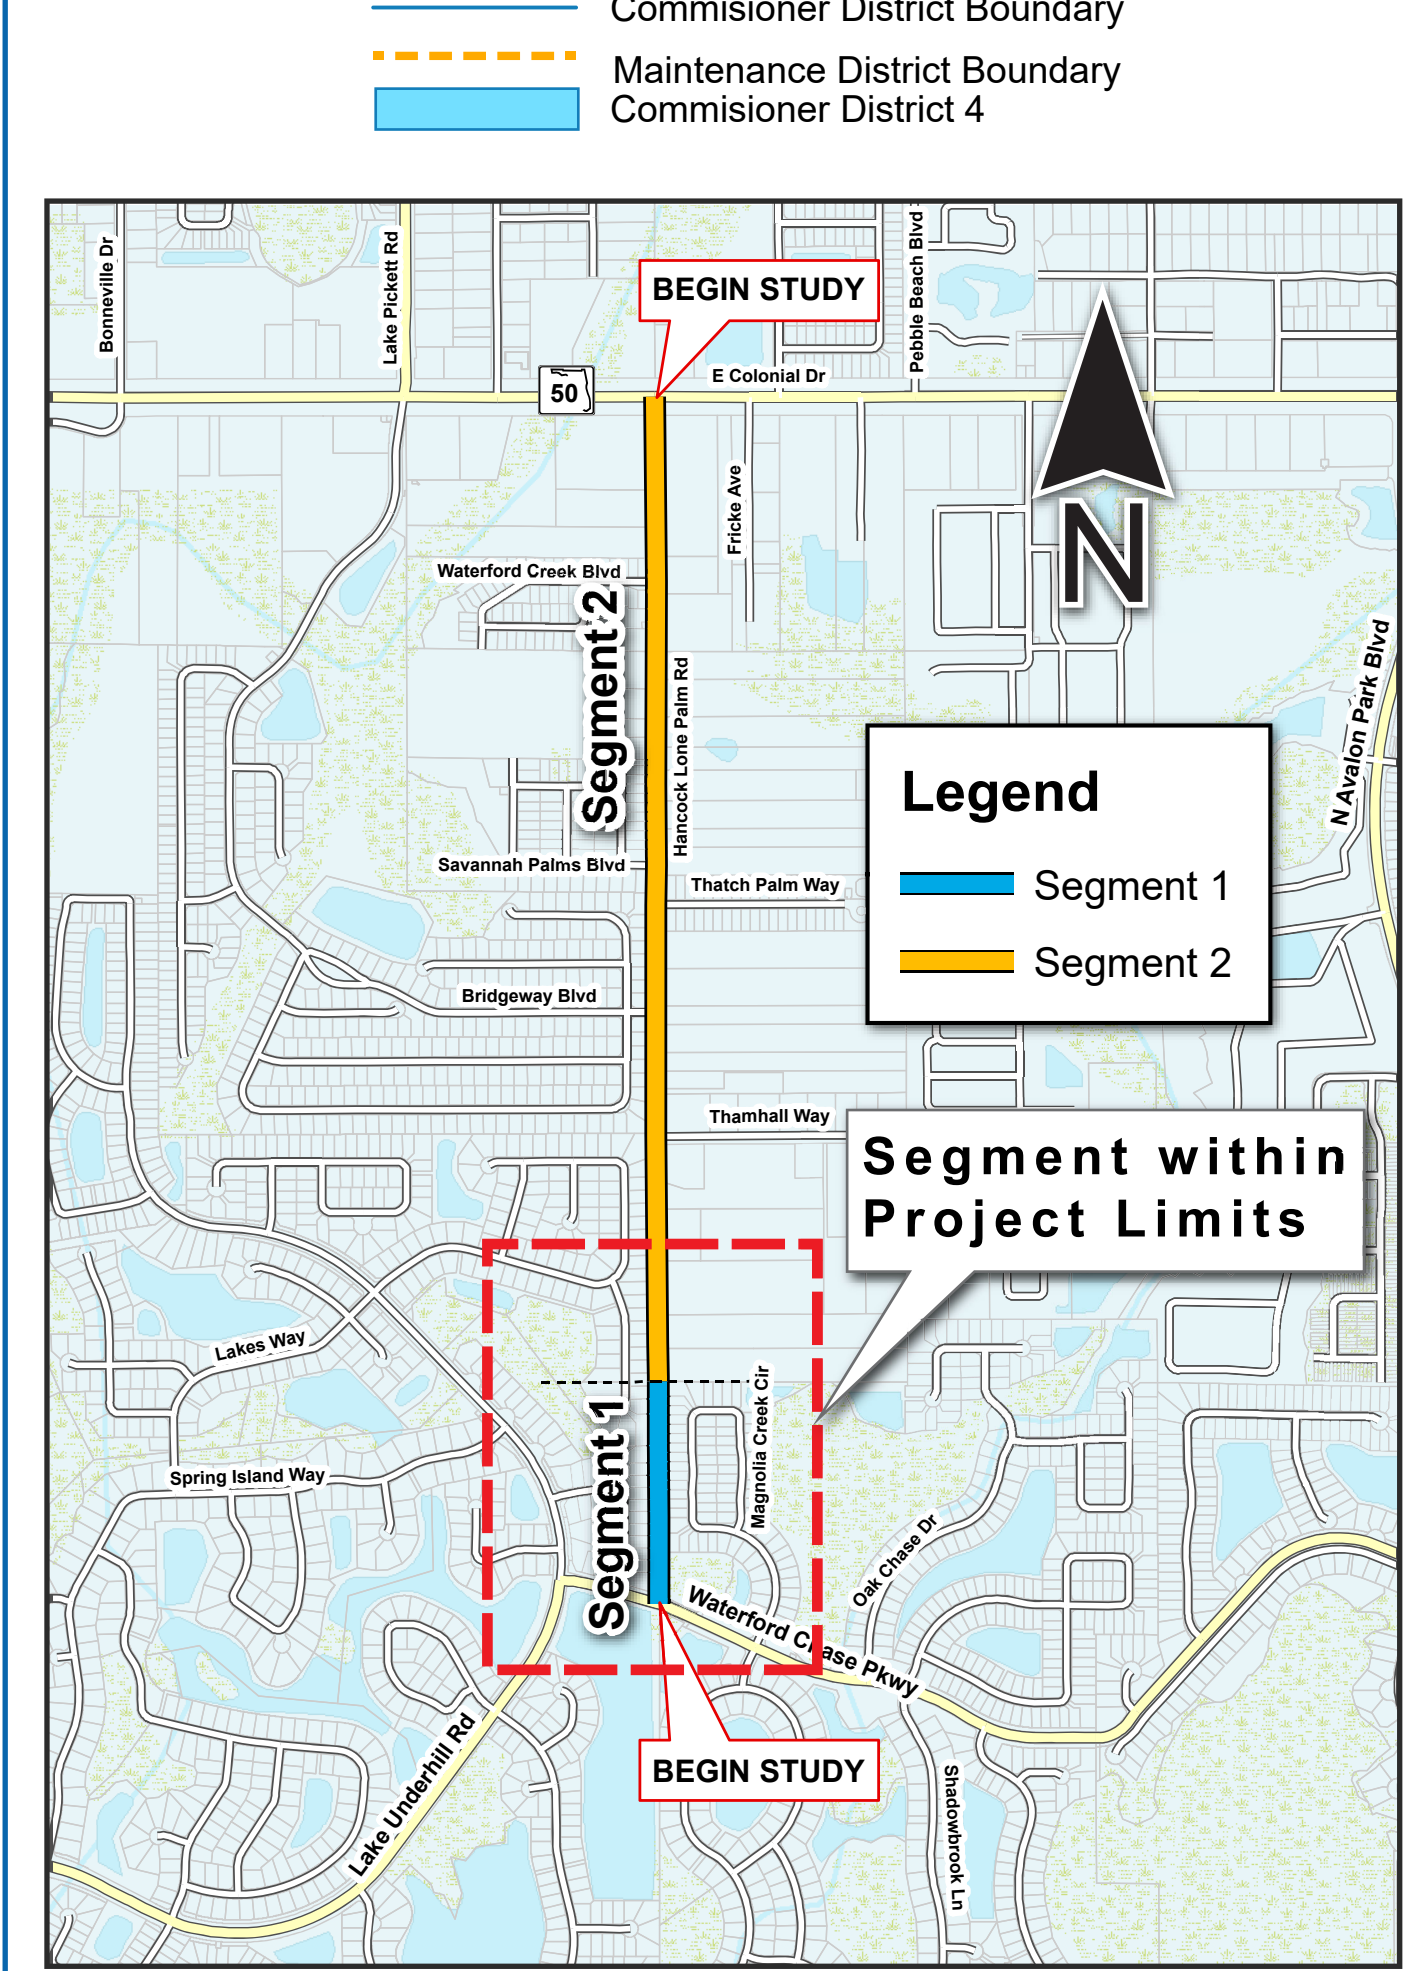 Commisioner District Boundary
Maintenance District Boundary
Commisioner District 4
Bonneville Dr
Lake Pickett Rd
Pebble Beach Blvd
BEGIN STUDY
E Colonial Dr
50
Fricke Ave
N
Waterford Creek Blvd
Segment 2
Hancock Lone Palm Rd
N Avalon Park Blvd
Legend
Segment 1
Segment 2
Savannah Palms Blvd
Thatch Palm Way
Bridgeway Blvd
Thamhall Way
Segment within
Project Limits
Lakes Way
Magnolia Creek Cir
Segment 1
Spring Island Way
Oak Chase Dr
Waterford Chase Pkwy
Lake Underhill Rd
BEGIN STUDY
Shadowbrook Ln